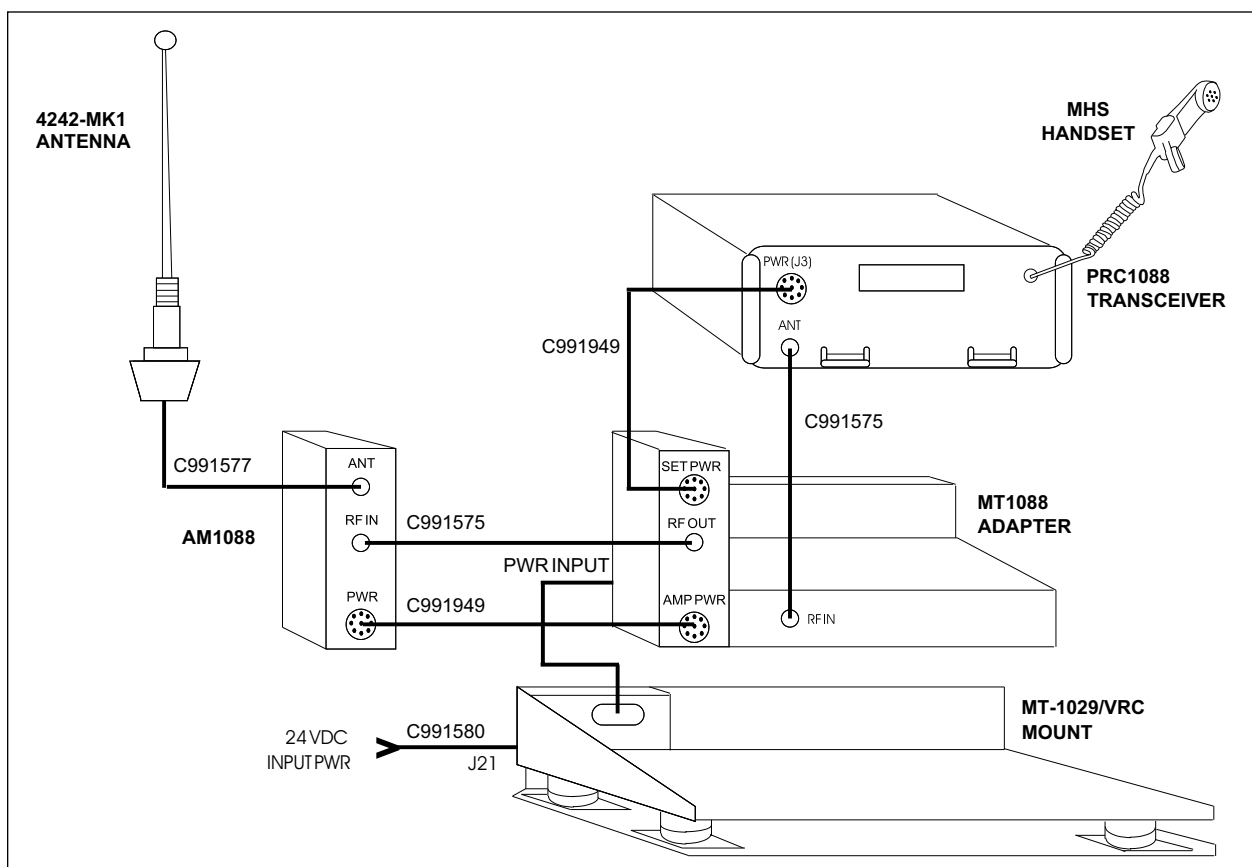 4242-MK1
ANTENNA
MHS
HANDSET
PWR (J3)
PRC1088
TRANSCEIVER
ANT
C991949
C991575
C991577
ANT
SET PWR
MT1088
ADAPTER
AM1088
RF IN
C991575
RF OUT
PWR INPUT
PWR
C991949
AMP PWR
RF IN
MT-1029/VRC
MOUNT
24 VDC
INPUT PWR
C991580
J21